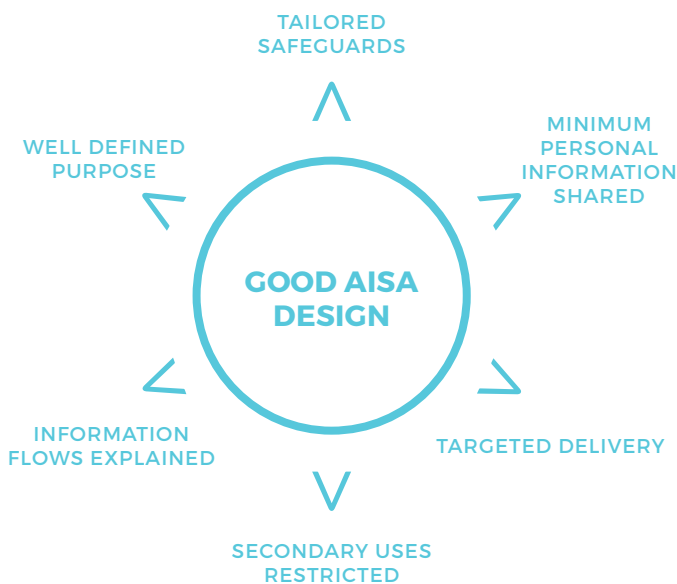 TAILORED
SAFEGUARDS
MINIMUM
PERSONAL
INFORMATION
SHARED
WELL DEFINED
PURPOSE
GOOD AISA
DESIGN
INFORMATION
FLOWS EXPLAINED
TARGETED DELIVERY
SECONDARY USES
RESTRICTED